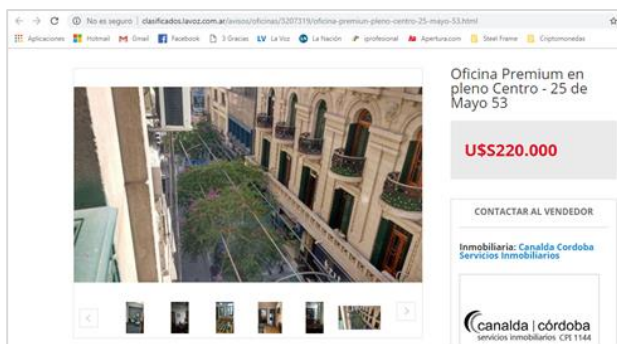 No es seguro | clasificados.lavoz.com.ar/avisos/oficinas/3207319/oficina-premiun-pleno-centro-25-mayo-53.html
Aplicaciones Hotmail Gmail Facebook 3 Gracias LV La Voz La Nación iprofesional Apertura.com Steel Frame Criptomonedas
Oficina Premium en
pleno Centro - 25 de
Mayo 53
U$S220.000
CONTACTAR AL VENDEDOR
Inmobiliaria: Canalda Cordoba
Servicios Inmobiliarios
canalda | córdoba
servicios inmobiliarios CPI 1144